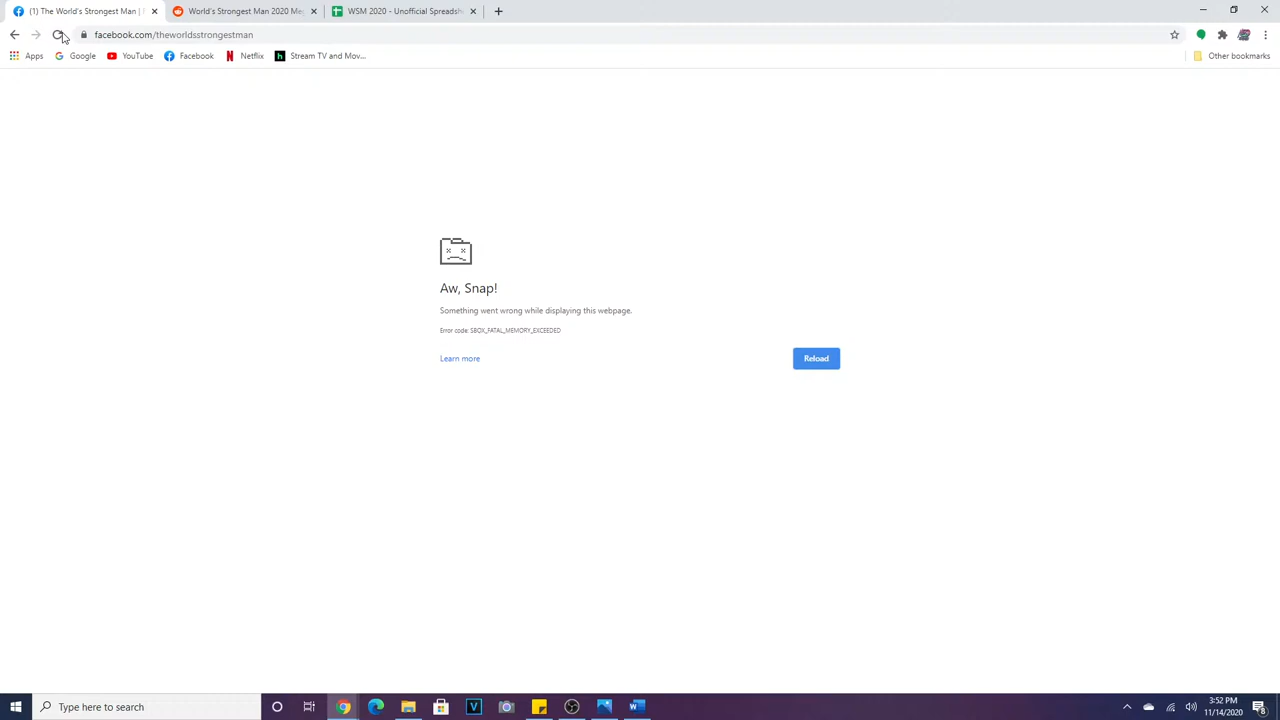 (1) The World's Strongest Man |
World's Strongest Man 2020 Me
WSM 2020 - Unofficial Spreadsh
facebook.com/theworldsstrongestman
Apps
Google
YouTube
Facebook
Netflix
Stream TV and Mov...
Other bookmarks
Aw, Snap!
Something went wrong while displaying this webpage.
Error code: SBOX_FATAL_MEMORY_EXCEEDED
Learn more
Reload
Type here to search
3:52 PM
11/14/2020
8